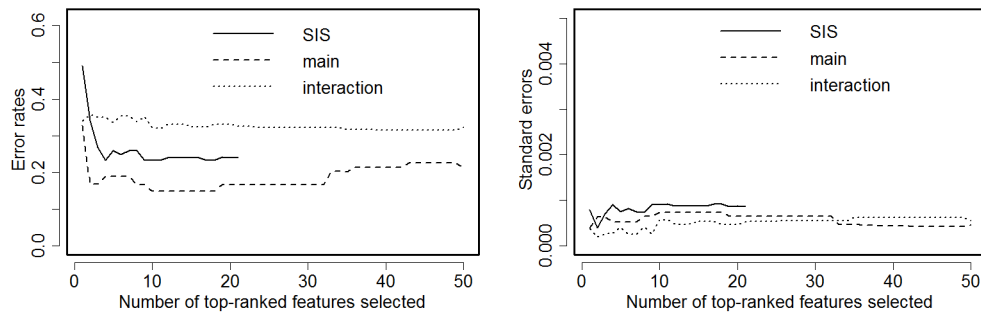 Error rates
0.0 0.2 0.4 0.6
SIS
main
interaction
0 10 20 30 40 50
Number of top-ranked features selected
Standard errors
0.000 0.002 0.004
SIS
main
interaction
0 10 20 30 40 50
Number of top-ranked features selected